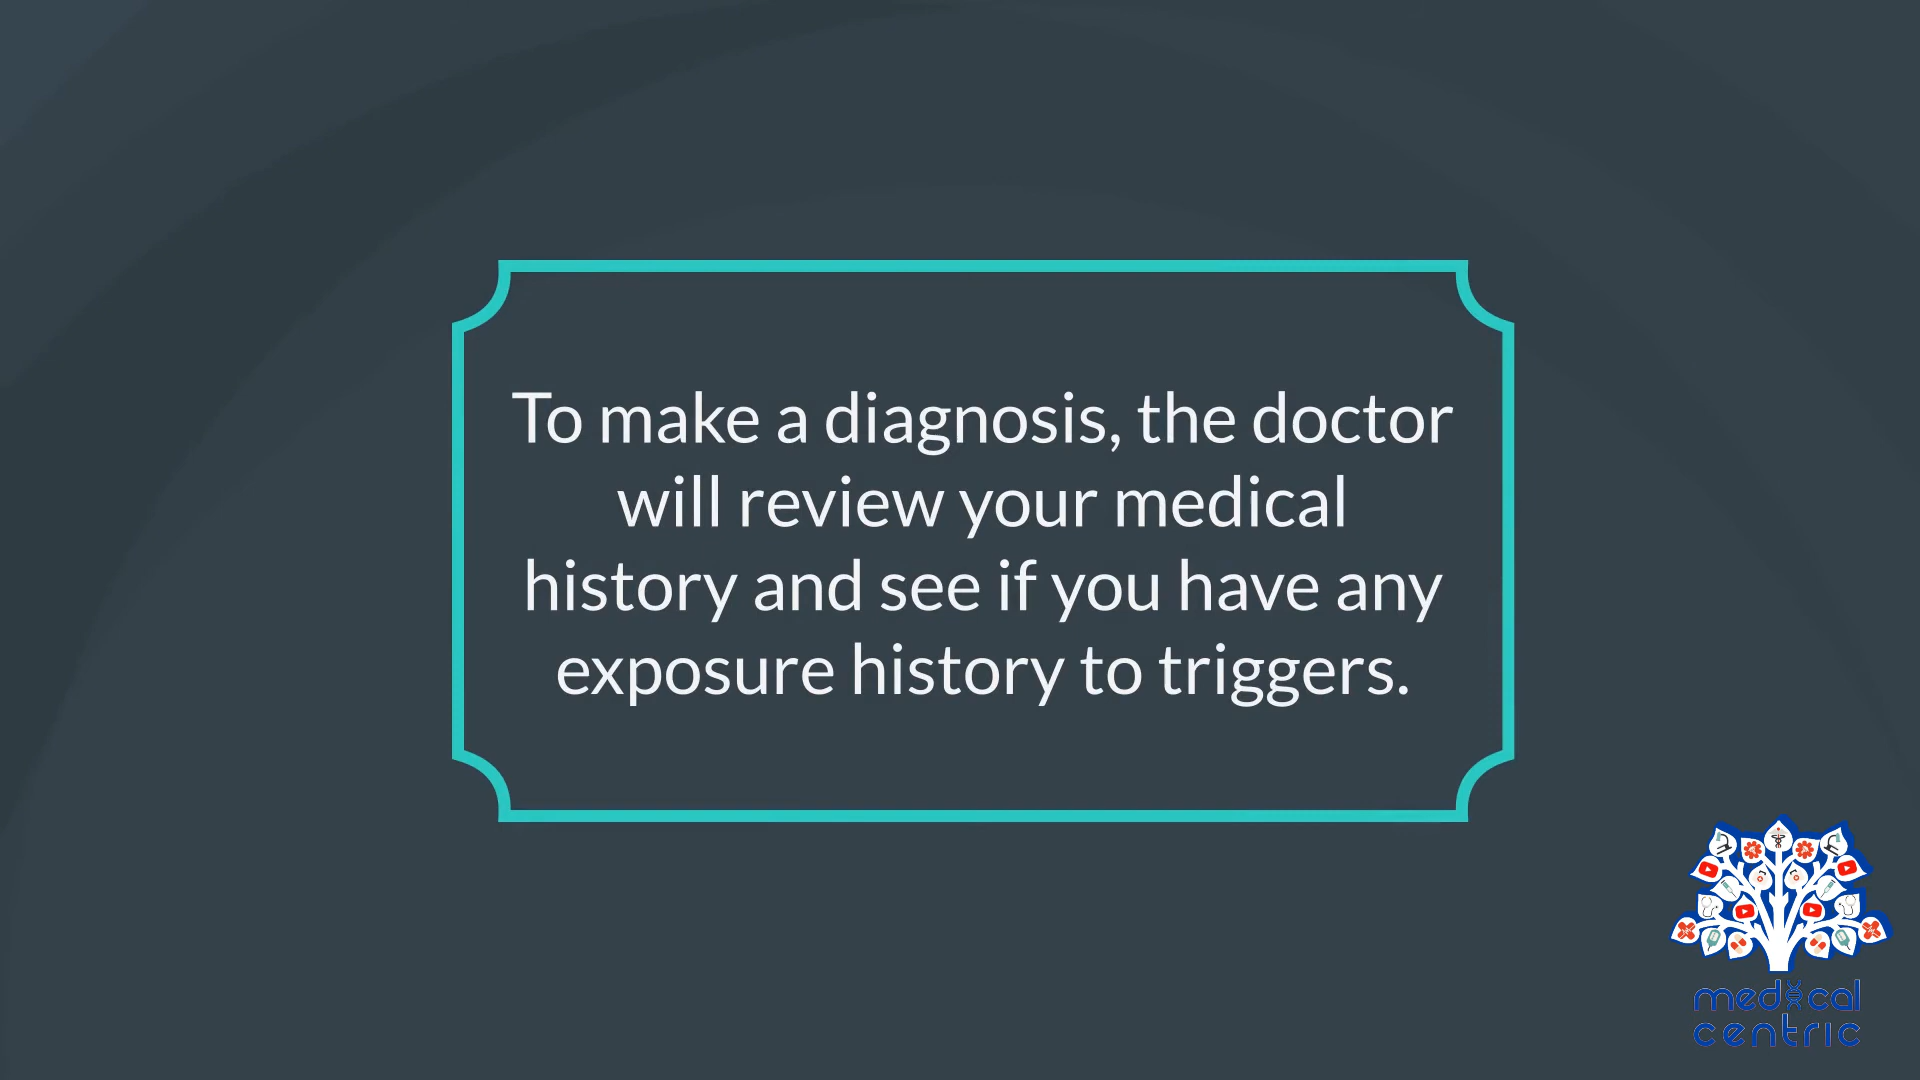 To make a diagnosis, the doctor
will review your medical
history and see if you have any
exposure history to triggers.
medical
centric